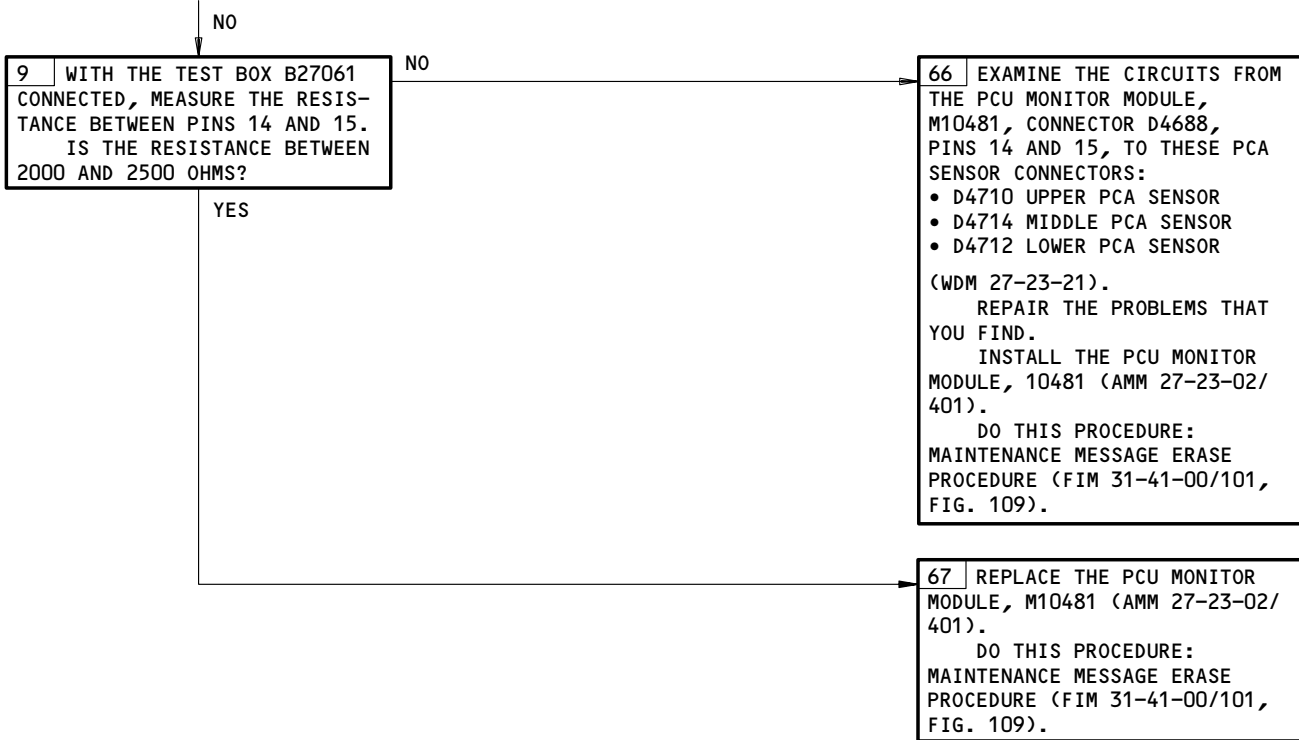 NO
9 WITH THE TEST BOX B27061
CONNECTED, MEASURE THE RESIS-
TANCE BETWEEN PINS 14 AND 15.
IS THE RESISTANCE BETWEEN
2000 AND 2500 OHMS?
NO
YES
66 EXAMINE THE CIRCUITS FROM
THE PCU MONITOR MODULE,
M10481, CONNECTOR D4688,
PINS 14 AND 15, TO THESE PCA
SENSOR CONNECTORS:
• D4710 UPPER PCA SENSOR
• D4714 MIDDLE PCA SENSOR
• D4712 LOWER PCA SENSOR
(WDM 27-23-21).
REPAIR THE PROBLEMS THAT
YOU FIND.
INSTALL THE PCU MONITOR
MODULE, 10481 (AMM 27-23-02/
401).
DO THIS PROCEDURE:
MAINTENANCE MESSAGE ERASE
PROCEDURE (FIM 31-41-00/101,
FIG. 109).
67 REPLACE THE PCU MONITOR
MODULE, M10481 (AMM 27-23-02/
401).
DO THIS PROCEDURE:
MAINTENANCE MESSAGE ERASE
PROCEDURE (FIM 31-41-00/101,
FIG. 109).